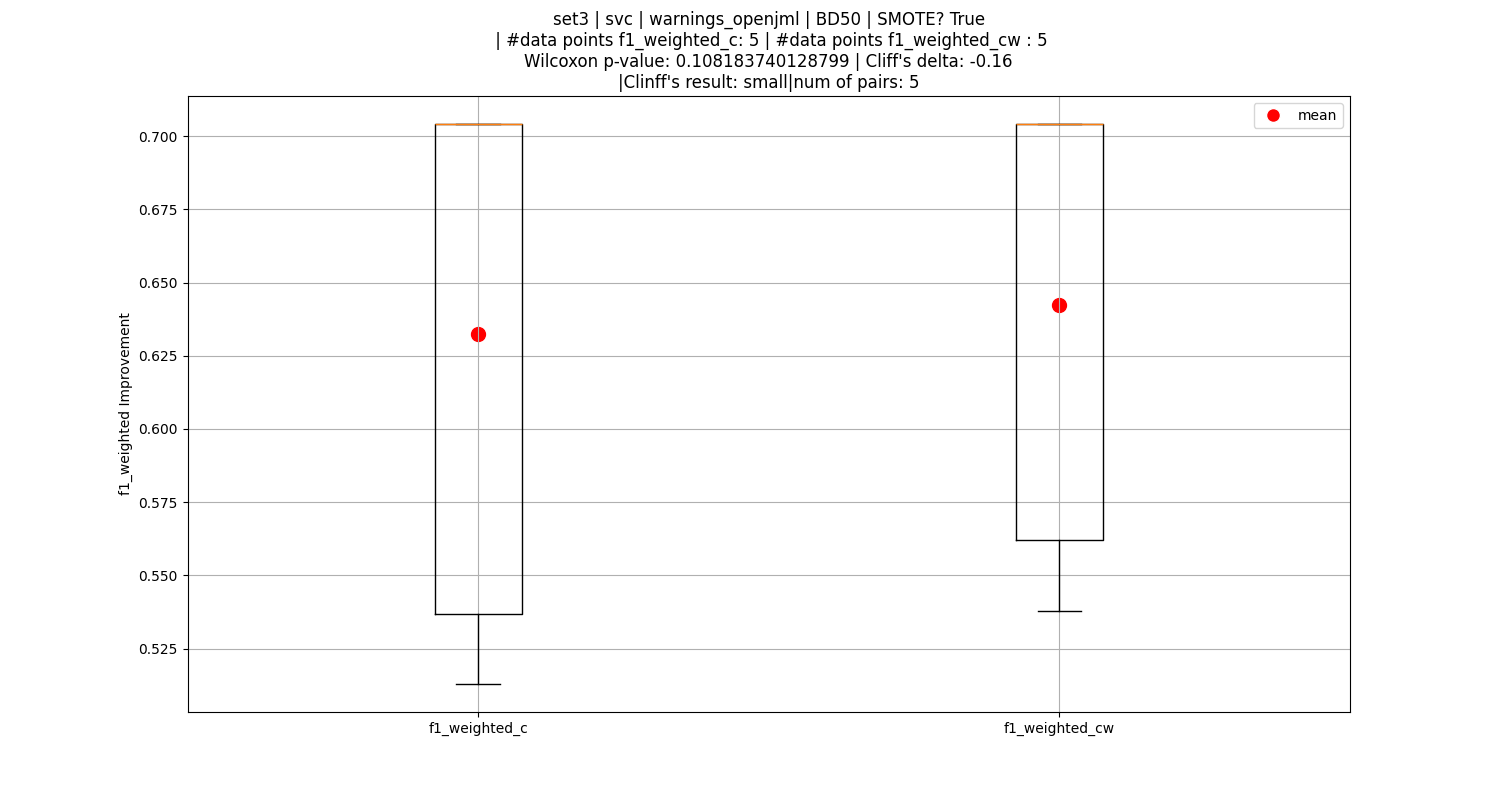 set3 | svc | warnings_openjml | BD50 | SMOTE? True
| #data points f1_weighted_c: 5 | #data points f1_weighted_cw : 5
Wilcoxon p-value: 0.108183740128799 | Cliff's delta: -0.16
|Clinff's result: small|num of pairs: 5
mean
0.700
0.675
0.650
0.625
0.600
0.575
0.550
0.525
f1_weighted Improvement
f1_weighted_c
f1_weighted_cw